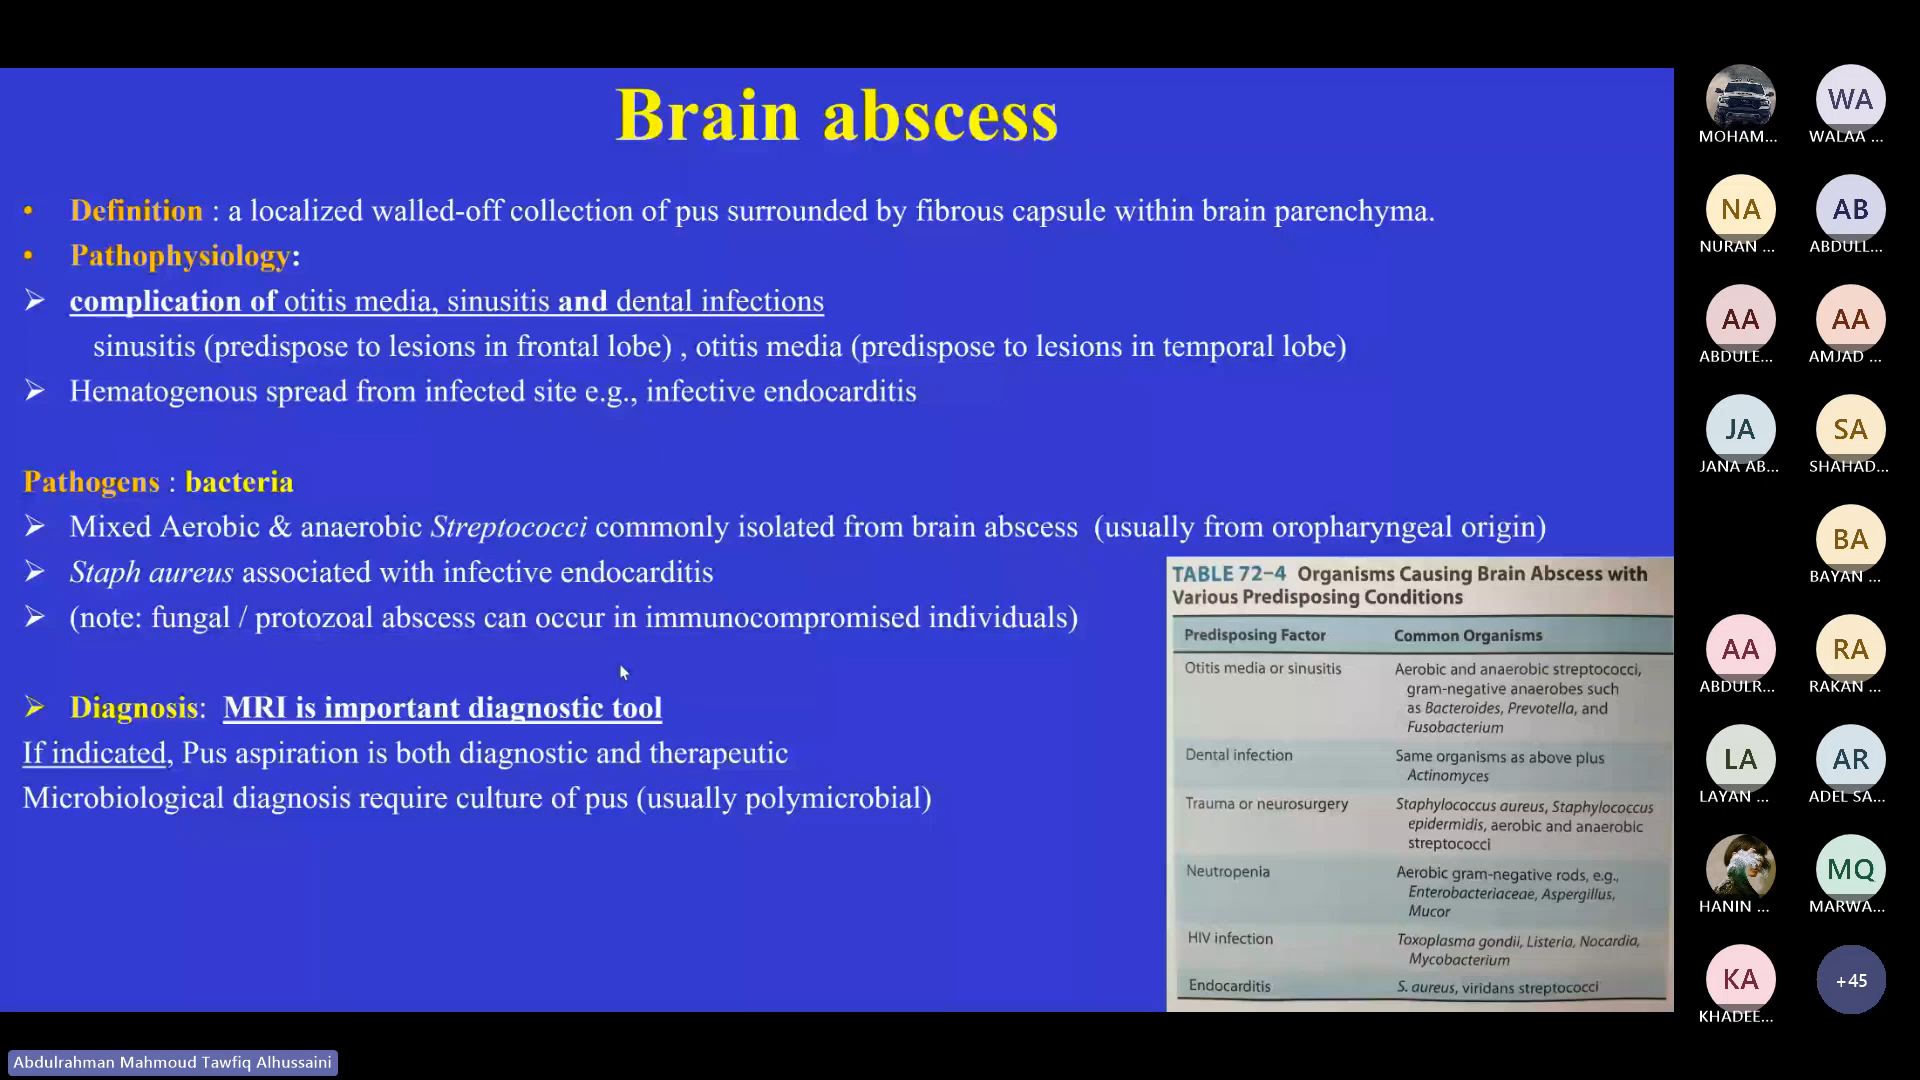 Brain abscess
• Definition : a localized walled-off collection of pus surrounded by fibrous capsule within brain parenchyma.
• Pathophysiology:
➢ complication of otitis media, sinusitis and dental infections
sinusitis (predispose to lesions in frontal lobe) , otitis media (predispose to lesions in temporal lobe)
➢ Hematogenous spread from infected site e.g., infective endocarditis
Pathogens : bacteria
➢ Mixed Aerobic & anaerobic Streptococci commonly isolated from brain abscess (usually from oropharyngeal origin)
➢ Staph aureus associated with infective endocarditis
➢ (note: fungal / protozoal abscess can occur in immunocompromised individuals)
➢ Diagnosis: MRI is important diagnostic tool
If indicated, Pus aspiration is both diagnostic and therapeutic
Microbiological diagnosis require culture of pus (usually polymicrobial)
TABLE 72–4 Organisms Causing Brain Abscess with
Various Predisposing Conditions
Predisposing Factor Common Organisms
Otitis media or sinusitis Aerobic and anaerobic streptococci,
gram-negative anaerobes such
as Bacteroides, Prevotella, and
Fusobacterium
Dental infection Same organisms as above plus
Actinomyces
Trauma or neurosurgery Staphylococcus aureus, Staphylococcus
epidermidis, aerobic and anaerobic
streptococci
Neutropenia Aerobic gram-negative rods, e.g.,
Enterobacteriaceae, Aspergillus,
Mucor
HIV infection Toxoplasma gondii, Listeria, Nocardia,
Mycobacterium
Endocarditis S. aureus, viridans streptococci
MOHAM...
WA
WALAA ...
NA
NURAN ...
AB
ABDULL...
AA
ABDULE...
AA
AMJAD ...
JA
JANA AB...
SA
SHAHAD...
BA
BAYAN ...
AA
ABDULR...
RA
RAKAN ...
LA
LAYAN ...
AR
ADEL SA...
HANIN ...
MQ
MARWA...
KA
KHADEE...
+45
Abdulrahman Mahmoud Tawfiq Alhussaini